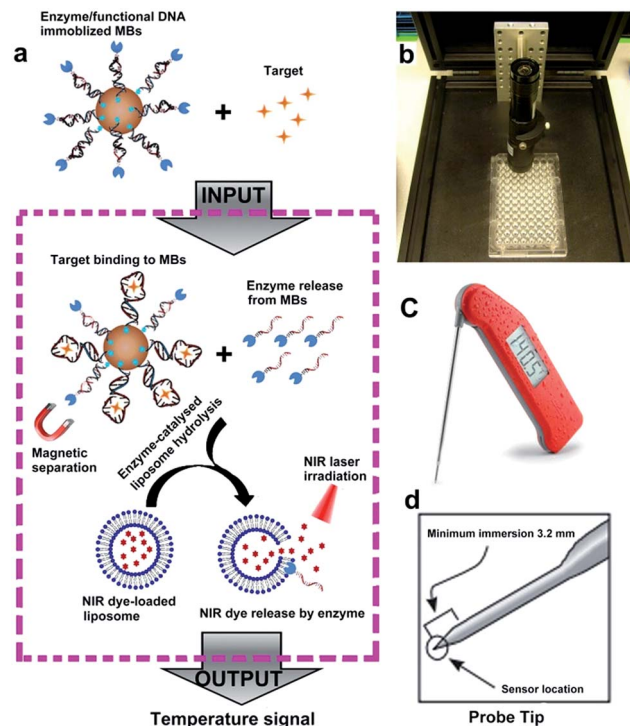 Enzyme/functional DNA
immoblized MBs
a
Target
INPUT
Target binding to MBs
Enzyme release
from MBs
Magnetic
separation
Enzyme-catalysed
liposome hydrolysis
NIR laser
irradiation
NIR dye-loaded
liposome
NIR dye release by enzyme
OUTPUT
Temperature signal
b
C
140.5
d
Minimum immersion 3.2 mm
Sensor location
Probe Tip